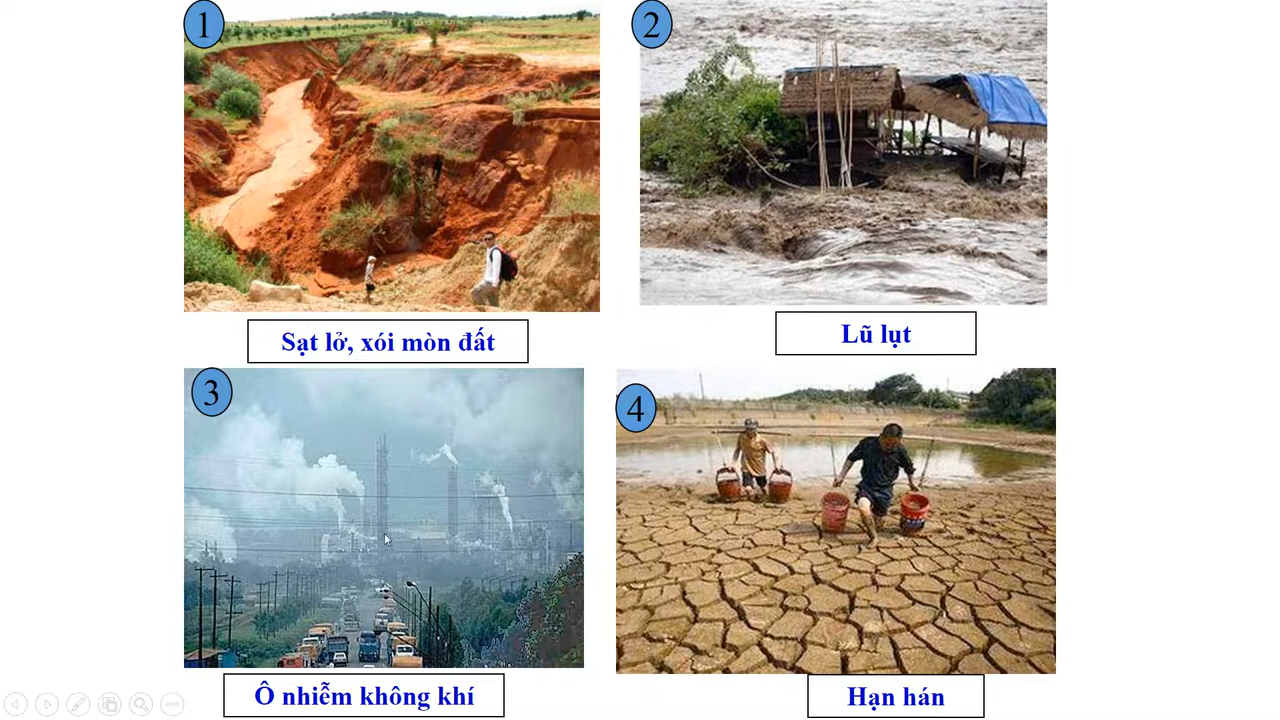 1
2
Sạt lở, xói mòn đất
Lũ lụt
3
4
Ô nhiễm không khí
Hạn hán